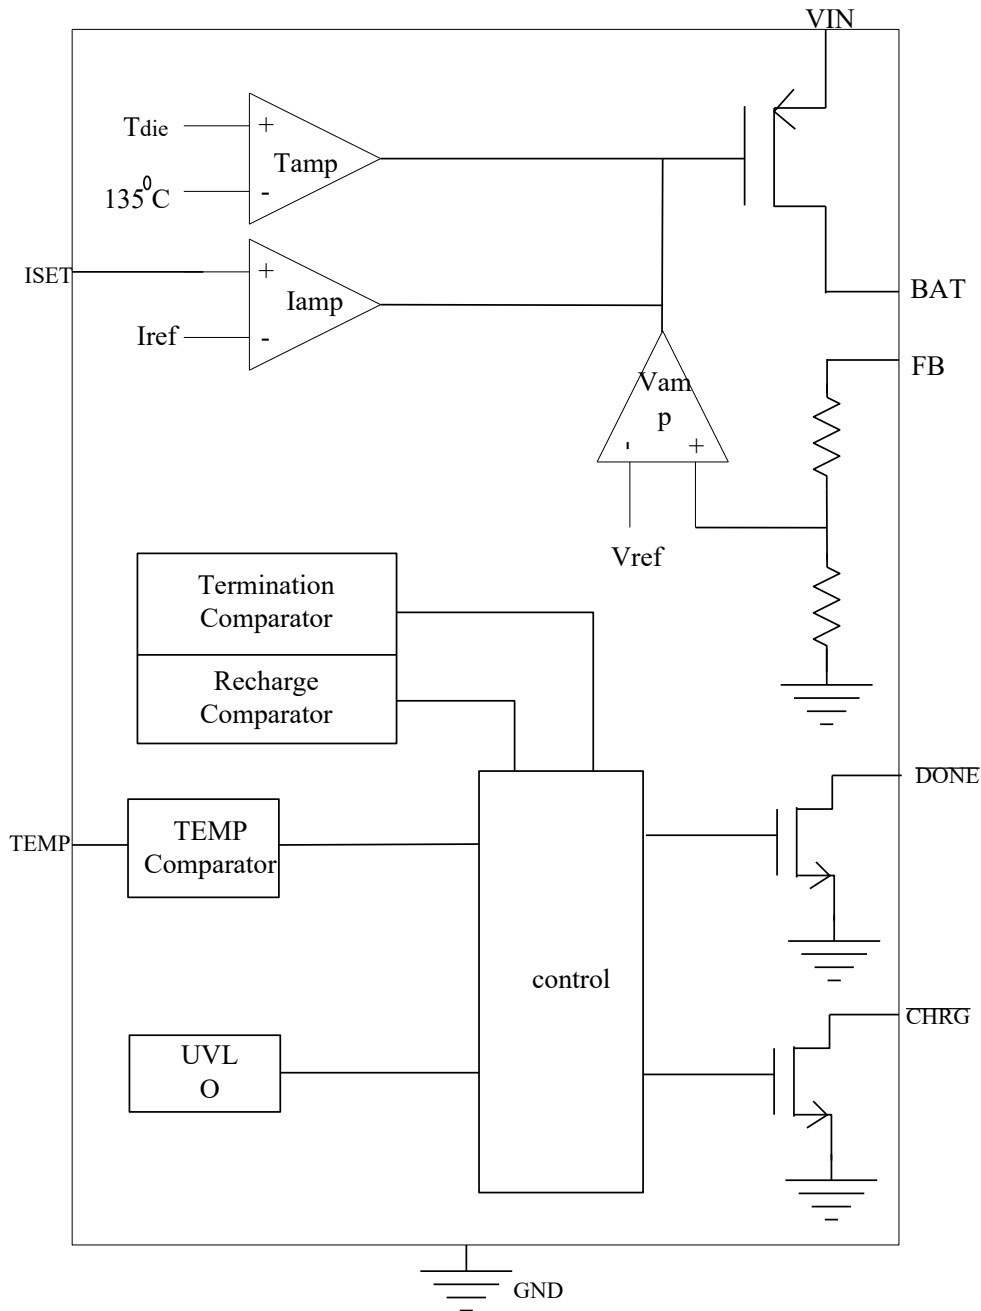 VIN
Tdie
+
Tamp
135⁰C
-
ISET
+
Iamp
Iref
-
BAT
FB
Vam
p
- +
Vref
Termination
Comparator
Recharge
Comparator
DONE
TEMP
TEMP
Comparator
control
CHRG
UVL
O
GND